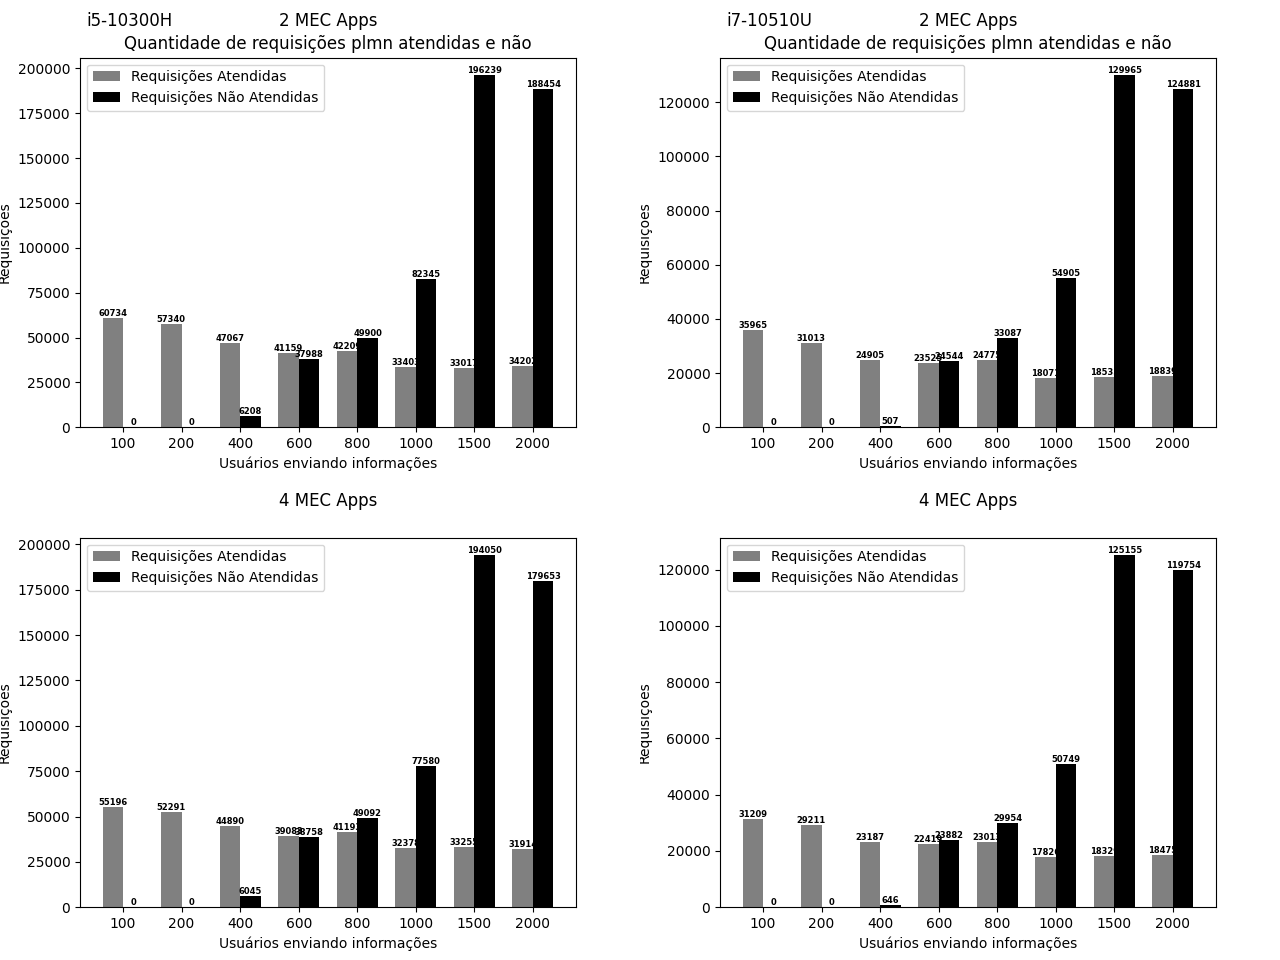 i5-10300H
2 MEC Apps
Quantidade de requisições plmn atendidas e não
Requisições Atendidas
Requisições Não Atendidas
Requisições
200000
175000
150000
125000
100000
75000
50000
25000
0
60734
0
57340
0
47067
6208
41159
37988
49900
82345
196239
188454
100 200 400 600 800 1000 1500 2000
Usuários enviando informações
i7-10510U
2 MEC Apps
Quantidade de requisições plmn atendidas e não
Requisições Atendidas
Requisições Não Atendidas
Requisições
120000
100000
80000
60000
40000
20000
0
35965
0
31013
0
24905
507
24544
33087
54905
129965
124881
100 200 400 600 800 1000 1500 2000
Usuários enviando informações
4 MEC Apps
Requisições Atendidas
Requisições Não Atendidas
Requisições
200000
175000
150000
125000
100000
75000
50000
25000
0
55196
0
52291
0
44890
6045
38758
49092
77580
194050
179653
100 200 400 600 800 1000 1500 2000
Usuários enviando informações
4 MEC Apps
Requisições Atendidas
Requisições Não Atendidas
Requisições
120000
100000
80000
60000
40000
20000
0
31209
0
29211
0
23187
646
23882
29954
50749
125155
119754
100 200 400 600 800 1000 1500 2000
Usuários enviando informações